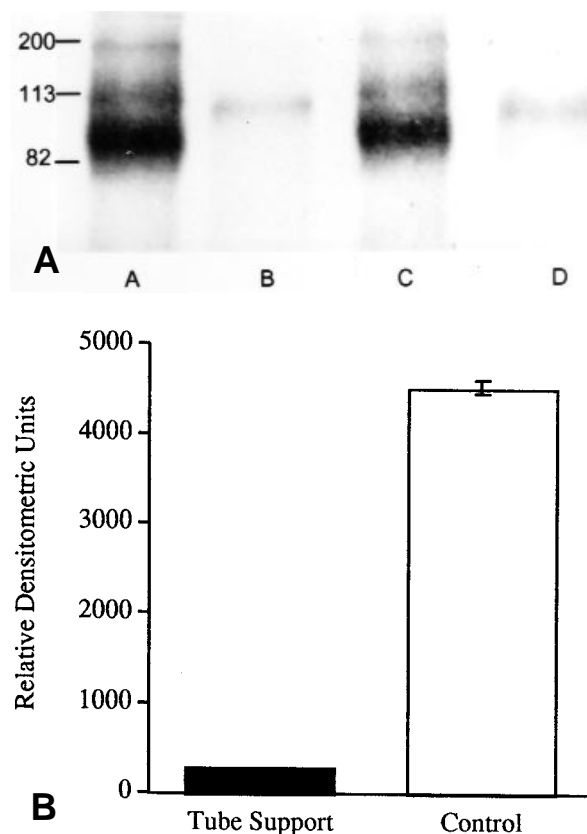 200
113
82
A
A B C D
5000
4000
3000
2000
1000
0
Relative Densitometric Units
B
Tube Support Control